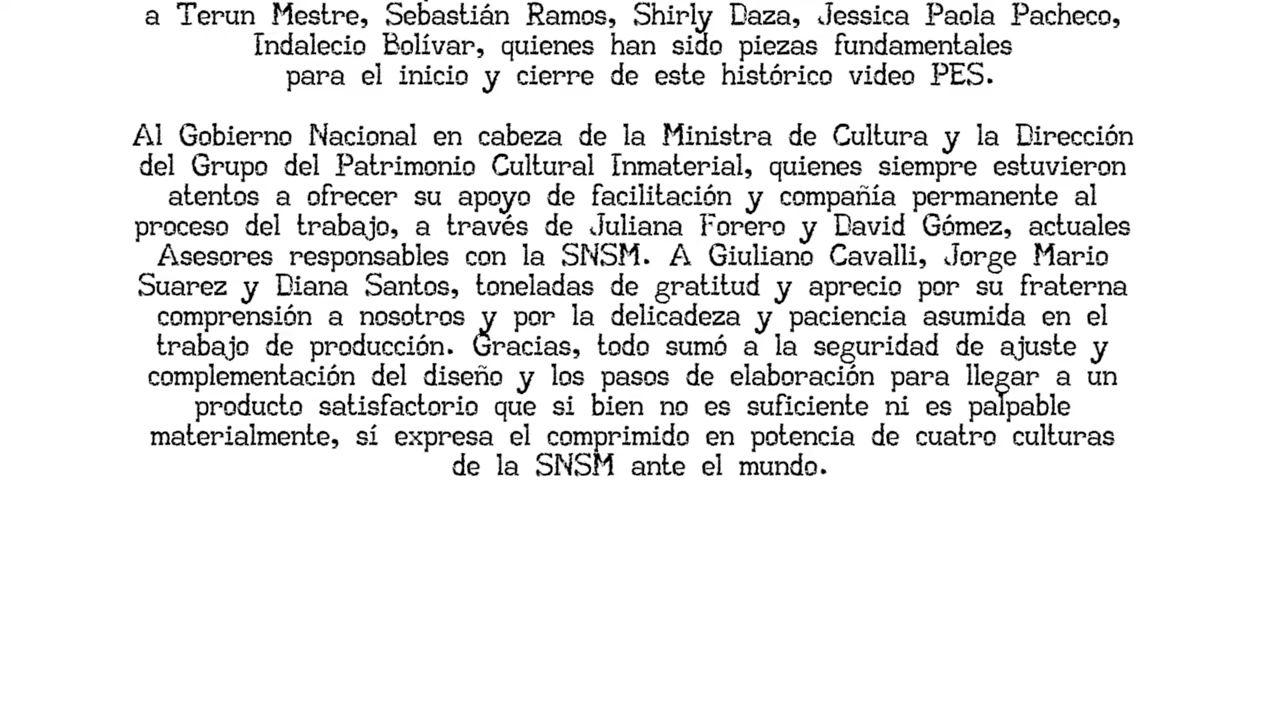 a Terun Mestre, Sebastián Ramos, Shirly Daza, Jessica Paola Pacheco,
Indalecio Bolívar, quienes han sido piezas fundamentales
para el inicio y cierre de este histórico video PES.
Al Gobierno Nacional en cabeza de la Ministra de Cultura y la Dirección
del Grupo del Patrimonio Cultural Inmaterial, quienes siempre estuvieron
atentos a ofrecer su apoyo de facilitación y compañía permanente al
proceso del trabajo, a través de Juliana Forero y David Gómez, actuales
Asesores responsables con la SNSM. A Giuliano Cavalli, Jorge Mario
Suarez y Diana Santos, toneladas de gratitud y aprecio por su fraterna
comprensión a nosotros y por la delicadeza y paciencia asumida en el
trabajo de producción. Gracias, todo sumó a la seguridad de ajuste y
complementación del diseño y los pasos de elaboración para llegar a un
producto satisfactorio que si bien no es suficiente ni es palpable
materialmente, sí expresa el comprimido en potencia de cuatro culturas
de la SNSM ante el mundo.